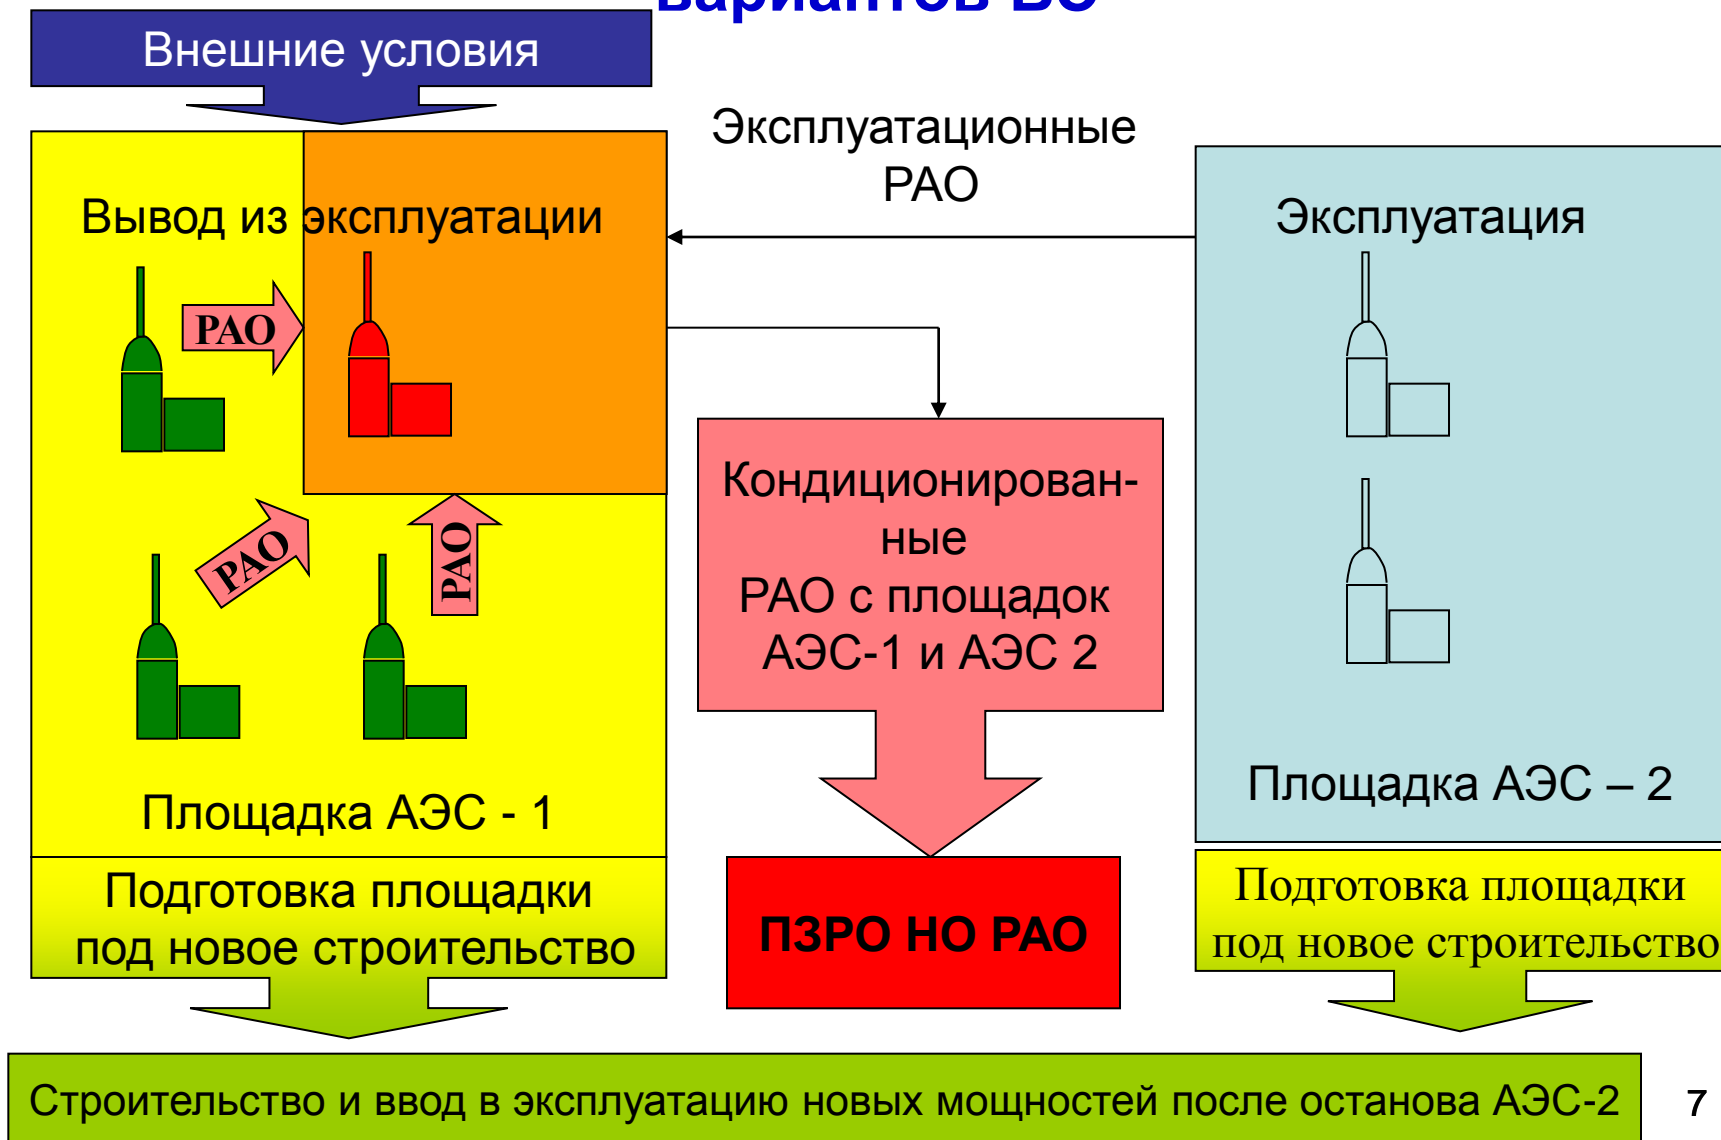 вариантов ВЭ
Внешние условия
Эксплуатационные
РАО
Вывод из эксплуатации
РАО
РАО
РАО
Площадка АЭС - 1
Подготовка площадки
под новое строительство
Кондиционирован-
ные
РАО с площадок
АЭС-1 и АЭС 2
ПЗРО НО РАО
Эксплуатация
Площадка АЭС – 2
Подготовка площадки
под новое строительство
Строительство и ввод в эксплуатацию новых мощностей после останова АЭС-2
7